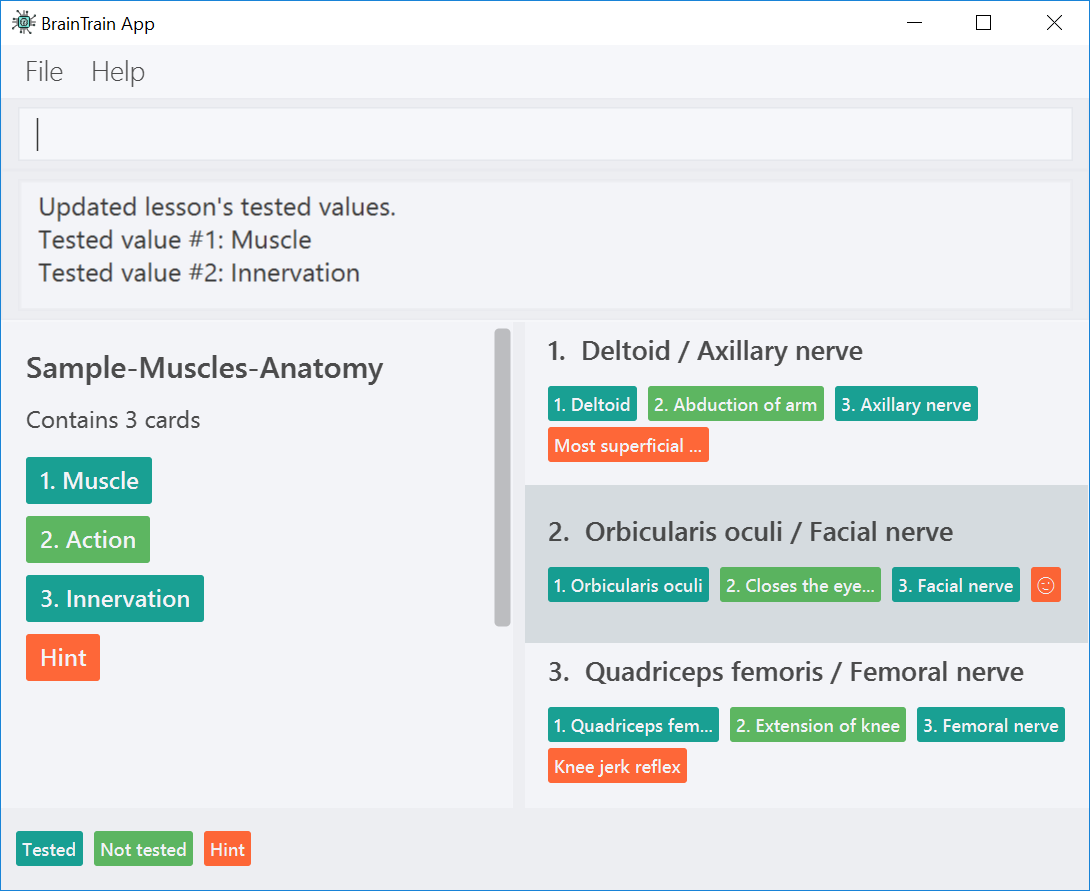 BrainTrain App
File Help
Updated lesson's tested values.
Tested value #1: Muscle
Tested value #2: Innervation
Sample-Muscles-Anatomy
Contains 3 cards
1. Muscle
2. Action
3. Innervation
Hint
1. Deltoid / Axillary nerve
1. Deltoid 2. Abduction of arm 3. Axillary nerve
Most superficial ...
2. Orbicularis oculi / Facial nerve
1. Orbicularis oculi 2. Closes the eye... 3. Facial nerve ☺
3. Quadriceps femoris / Femoral nerve
1. Quadriceps fem... 2. Extension of knee 3. Femoral nerve
Knee jerk reflex
Tested Not tested Hint